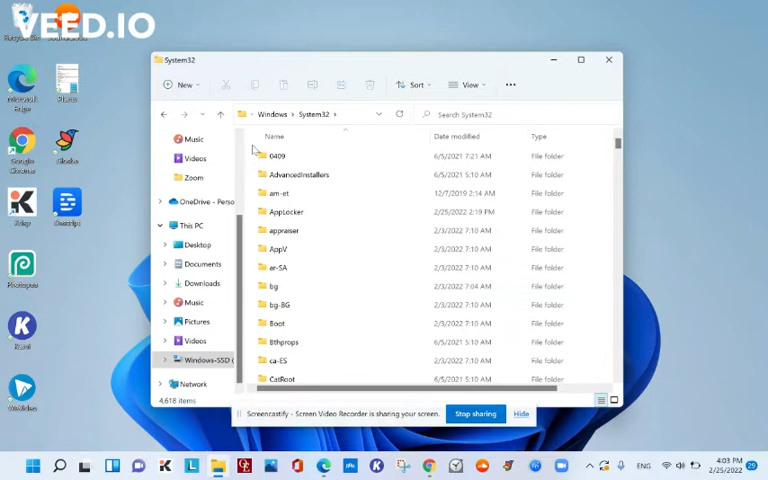 VEED.IO
Microsoft
Edge
Google
Chrome
System32
New
Sort
View
Windows
System32
Search System32
Music
Videos
Zoom
OneDrive - Perso
This PC
Desktop
Documents
Downloads
Music
Pictures
Videos
Windows-SSD (
Network
Name
Date modified
Type
0409
6/5/2021 7:21 AM
File folder
AdvancedInstallers
6/5/2021 5:10 AM
File folder
am-et
12/7/2019 2:14 AM
File folder
AppLocker
2/25/2022 2:19 PM
File folder
appraiser
2/3/2022 7:10 AM
File folder
AppV
2/3/2022 7:10 AM
File folder
ar-SA
2/3/2022 7:10 AM
File folder
bg
2/3/2022 7:04 AM
File folder
bg-BG
2/3/2022 7:10 AM
File folder
Boot
2/3/2022 7:10 AM
File folder
Bthprops
6/5/2021 5:10 AM
File folder
ca-ES
2/3/2022 7:10 AM
File folder
CatRoot
6/5/2021 5:10 AM
File folder
4,618 items
Screencastify - Screen Video Recorder is sharing your screen.
Stop sharing
Hide
ENG
4:03 PM
2/25/2022